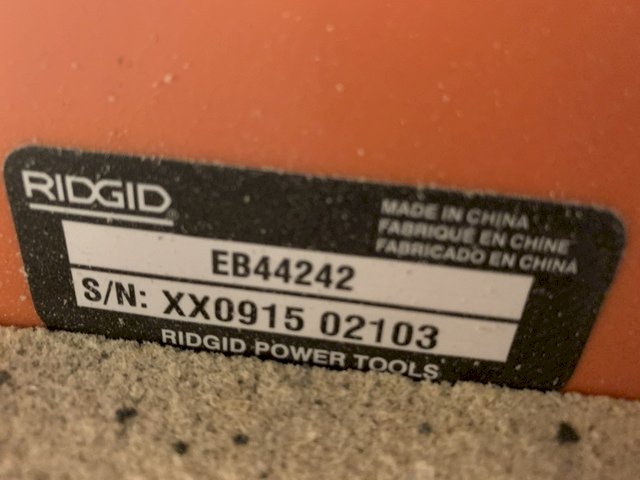 RIDGID
MADE IN CHINA
FABRIQUÉ EN CHINE
FABRICADO EN CHINA
EB44242
S/N: XX0915 02103
RIDGID POWER TOOLS